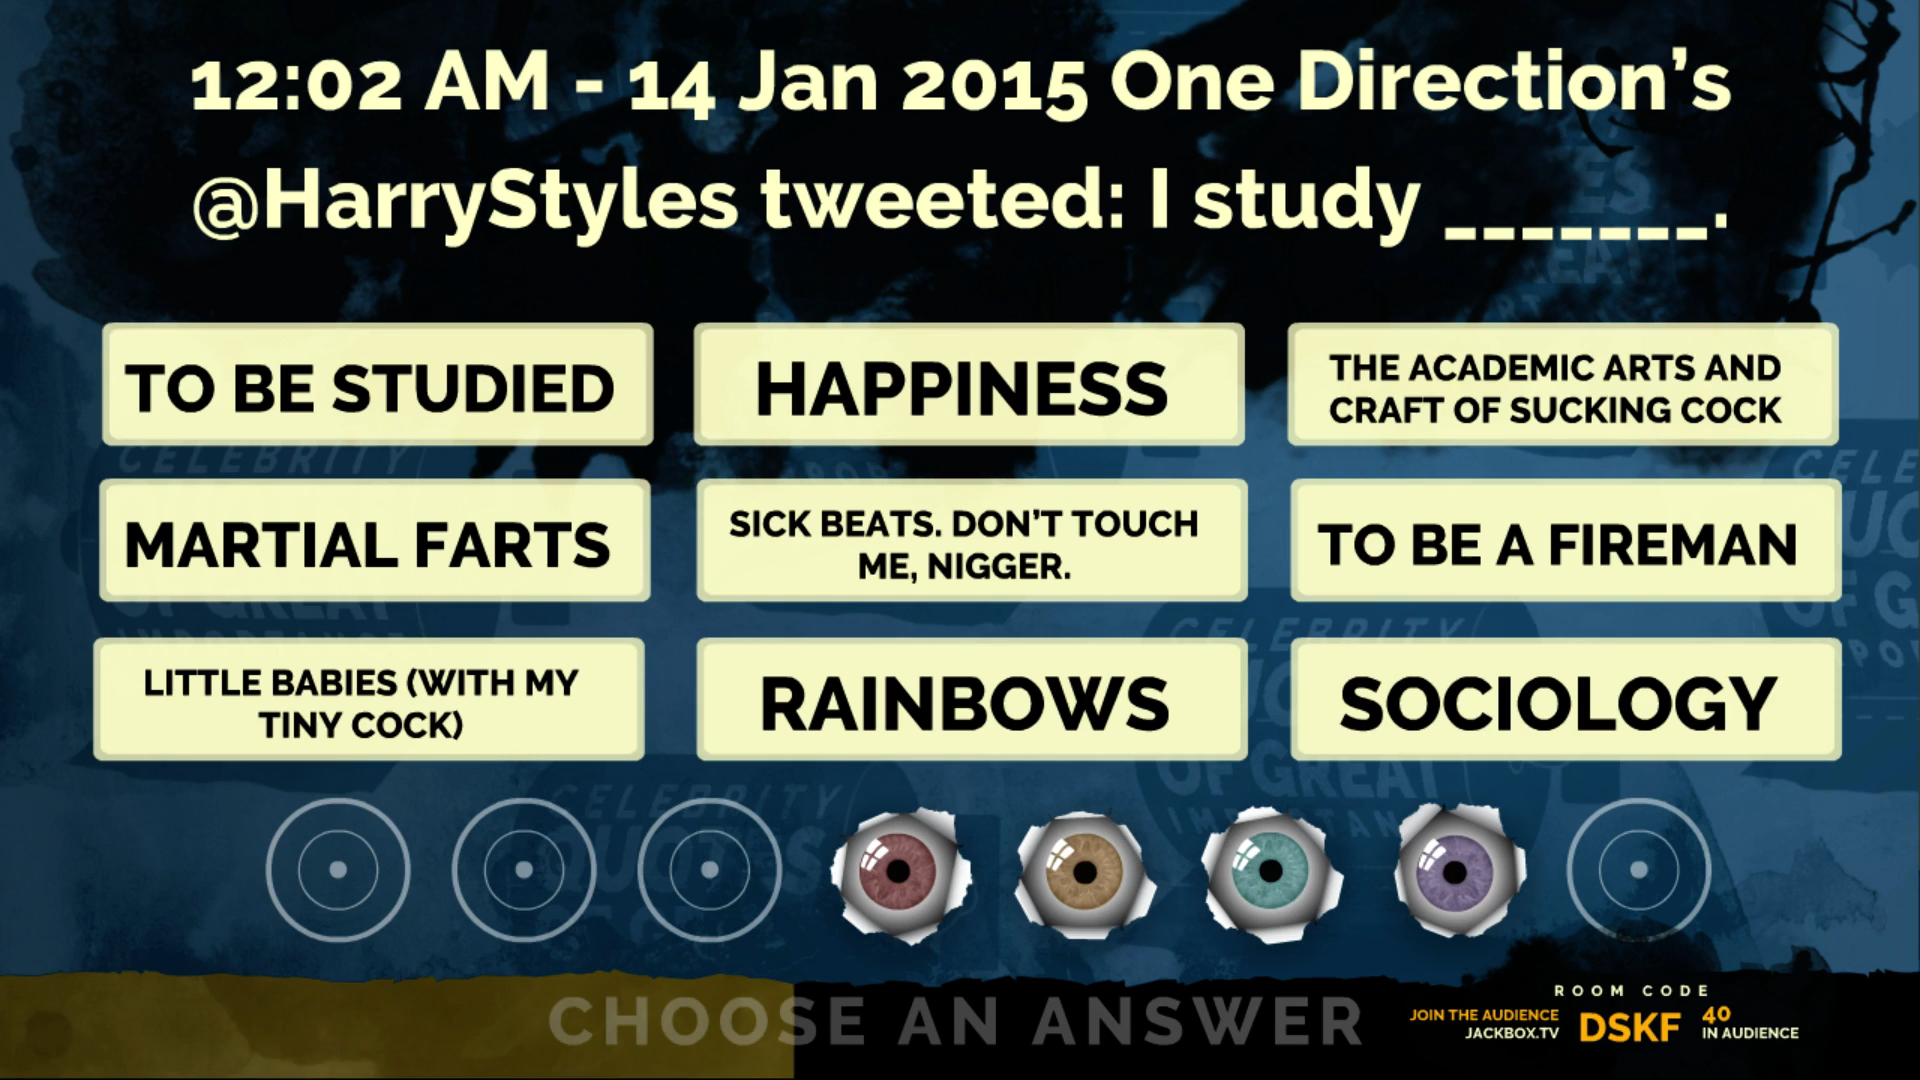 12:02 AM - 14 Jan 2015 One Direction's
@HarryStyles tweeted: I study _______.
TO BE STUDIED
HAPPINESS
THE ACADEMIC ARTS AND
CRAFT OF SUCKING COCK
MARTIAL FARTS
SICK BEATS. DON'T TOUCH
ME, NIGGER.
TO BE A FIREMAN
LITTLE BABIES (WITH MY
TINY COCK)
RAINBOWS
SOCIOLOGY
CHOOSE AN ANSWER
ROOM CODE
JOIN THE AUDIENCE
JACKBOX.TV
DSKF
40
IN AUDIENCE